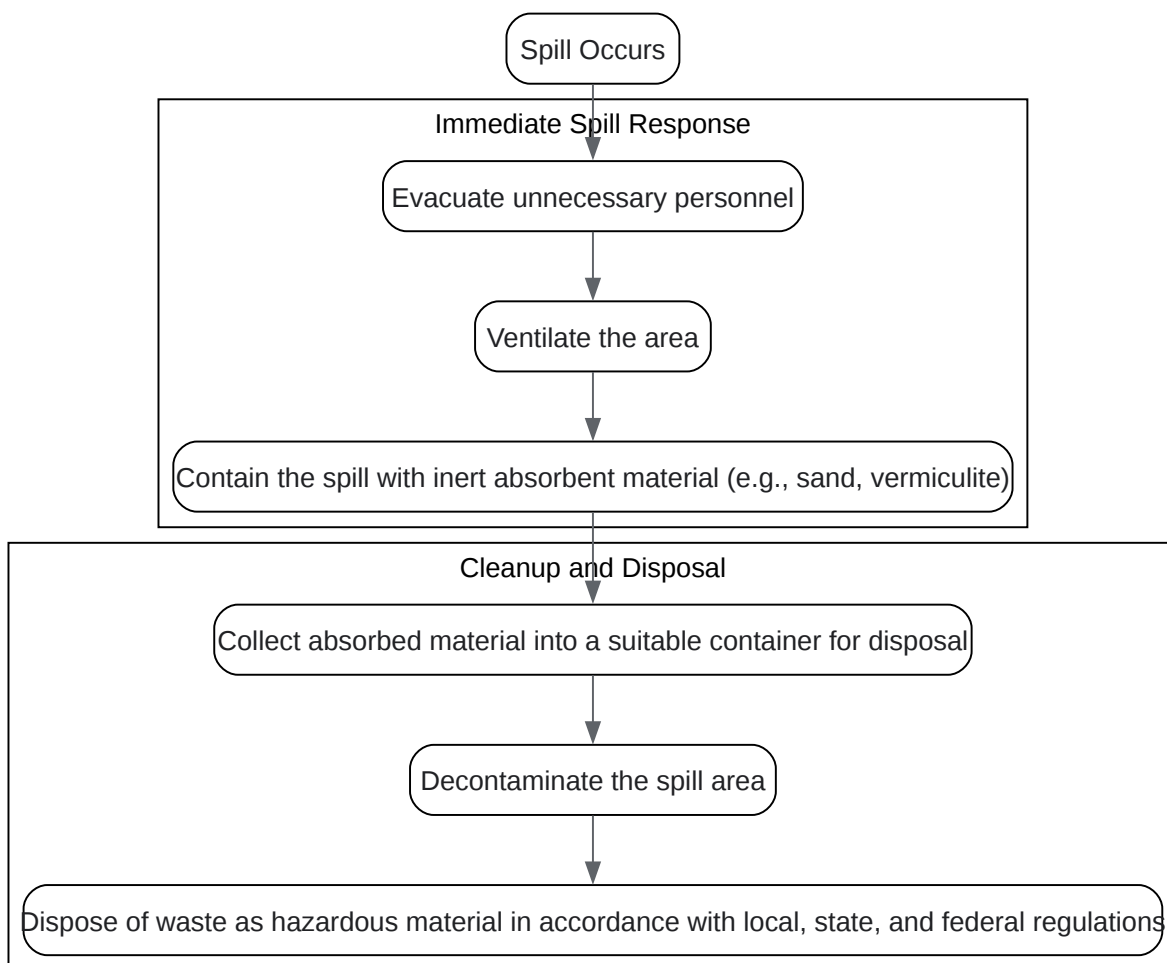 Spill Occurs
Immediate Spill Response
Evacuate unnecessary personnel
Ventilate the area
Contain the spill with inert absorbent material (e.g., sand, vermiculite)
Cleanup and Disposal
Collect absorbed material into a suitable container for disposal
Decontaminate the spill area
Dispose of waste as hazardous material in accordance with local, state, and federal regulations